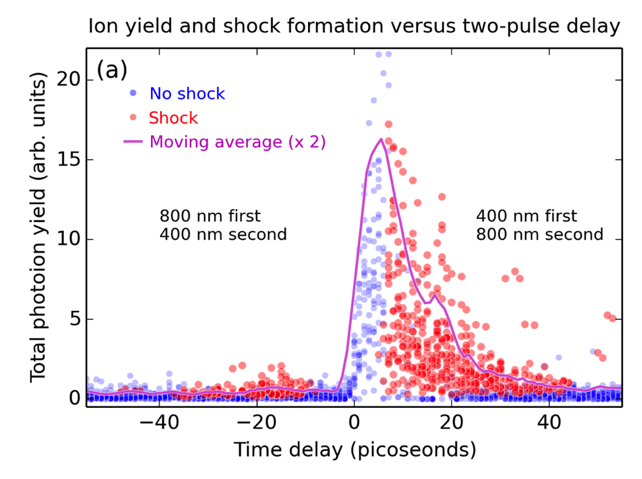 Ion yield and shock formation versus two-pulse delay
(a)
No shock
Shock
Moving average (x 2)
800 nm first
400 nm second
400 nm first
800 nm second
Total photoion yield (arb. units)
20
15
10
5
0
−40
−20
0
20
40
Time delay (picoseonds)